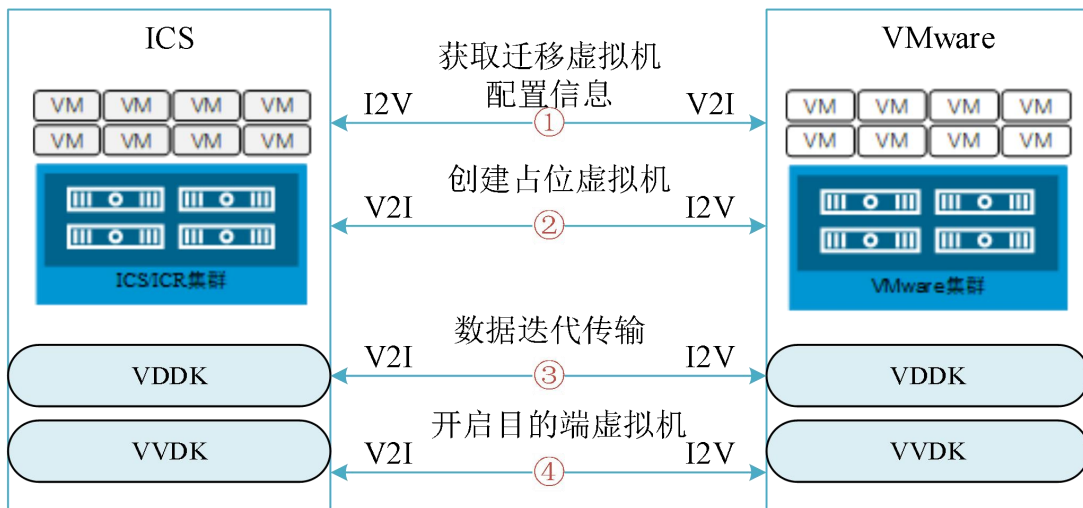 ICS
VMware
获取迁移虚拟机
配置信息
I2V
V2I
①
VM VM VM VM
VM VM VM VM
VM VM VM VM
VM VM VM VM
创建占位虚拟机
V2I
I2V
②
ICS/ICR集群
VMware集群
数据迭代传输
V2I
I2V
③
VDDK
VDDK
开启目的端虚拟机
V2I
I2V
④
VVDK
VVDK